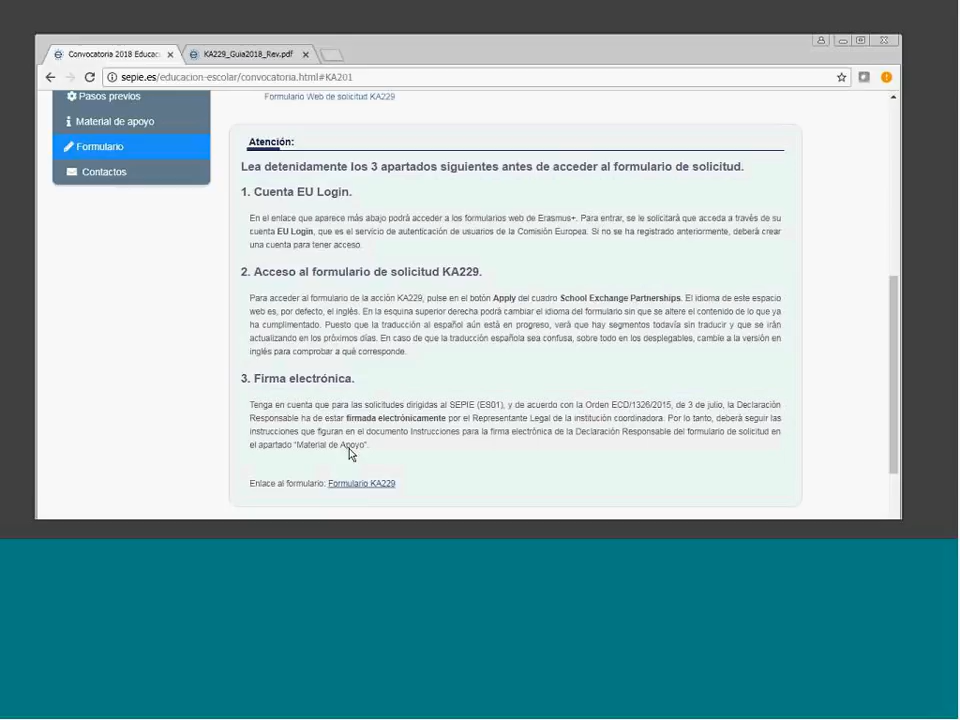 Convocatoria 2018 Educac
KA229_Guia2018_Rev.pdf
sepie.es/educacion-escolar/convocatoria.html#KA201
Pasos previos
Material de apoyo
Formulario
Contactos
Formulario Web de solicitud KA229
Atención:
Lea detenidamente los 3 apartados siguientes antes de acceder al formulario de solicitud.
1. Cuenta EU Login.
En el enlace que aparece más abajo podrá acceder a los formularios web de Erasmus+. Para entrar, se le solicitará que acceda a través de su
cuenta EU Login, que es el servicio de autenticación de usuarios de la Comisión Europea. Si no se ha registrado anteriormente, deberá crear
una cuenta para tener acceso.
2. Acceso al formulario de solicitud KA229.
Para acceder al formulario de la acción KA229, pulse en el botón Apply del cuadro School Exchange Partnerships. El idioma de este espacio
web es, por defecto, el inglés. En la esquina superior derecha podrá cambiar el idioma del formulario sin que se altere el contenido de lo que ya
ha cumplimentado. Puesto que la traducción al español aún está en progreso, verá que hay segmentos todavía sin traducir y que se irán
actualizando en los próximos días. En caso de que la traducción española sea confusa, sobre todo en los desplegables, cambie a la versión en
inglés para comprobar a qué corresponde.
3. Firma electrónica.
Tenga en cuenta que para las solicitudes dirigidas al SEPIE (ES01), y de acuerdo con la Orden ECD/1326/2015, de 3 de julio, la Declaración
Responsable ha de estar firmada electrónicamente por el Representante Legal de la institución coordinadora. Por lo tanto, deberá seguir las
instrucciones que figuran en el documento Instrucciones para la firma electrónica de la Declaración Responsable del formulario de solicitud en
el apartado "Material de Apoyo".
Enlace al formulario: Formulario KA229